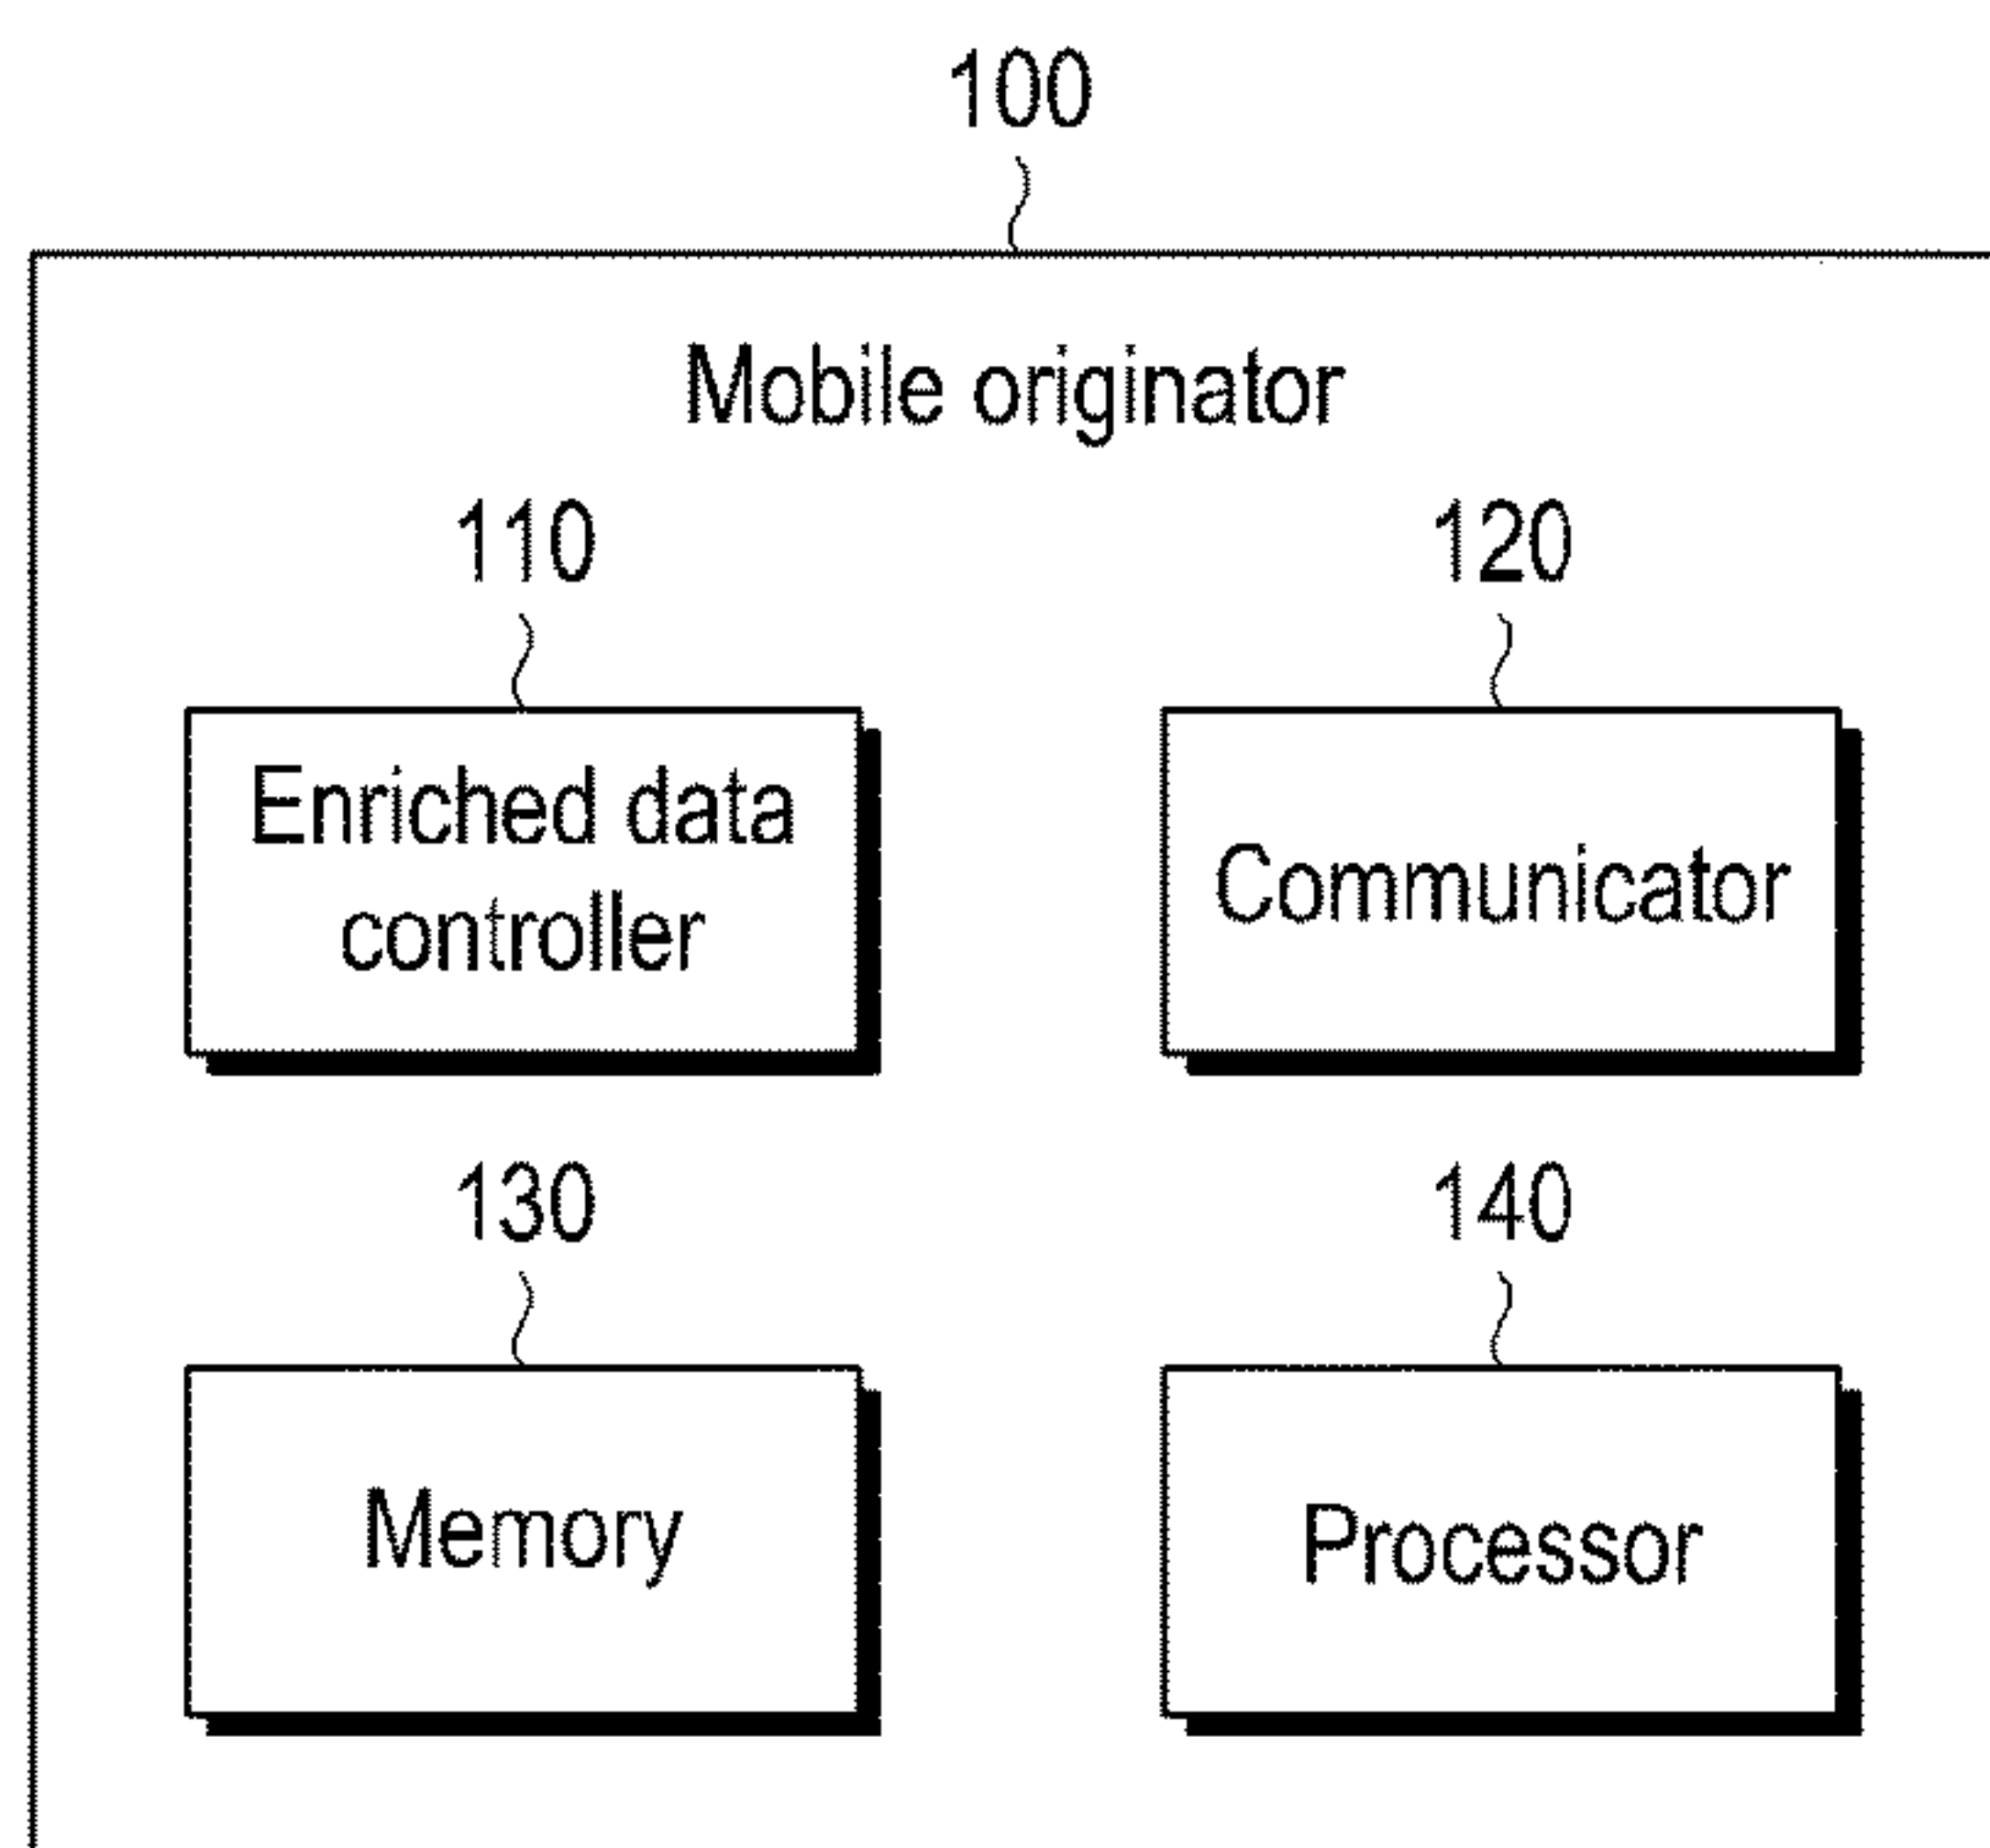 100
Mobile originator
110
120
Enriched data
controller
Communicator
130
140
Memory
Processor